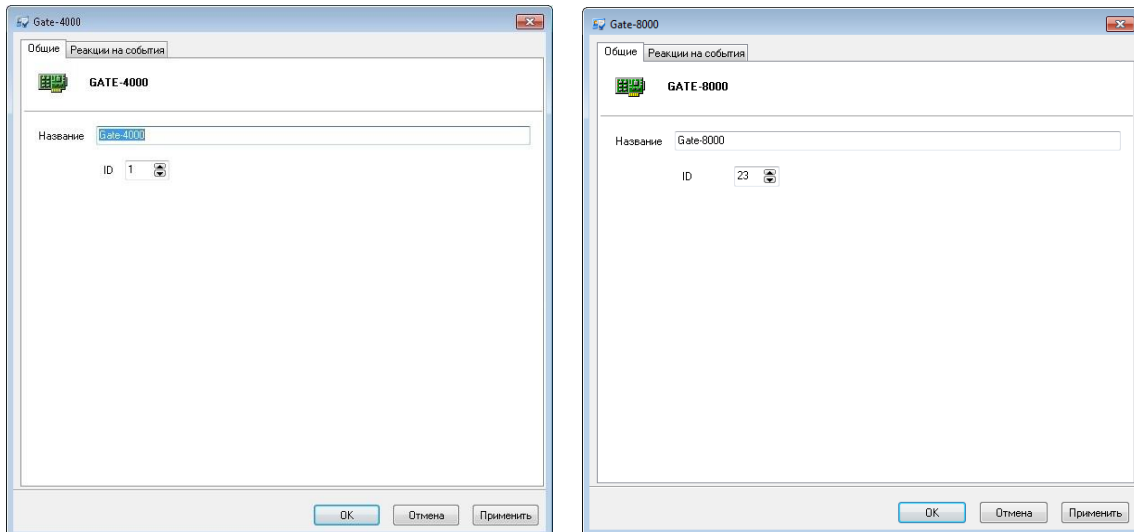 Gate-4000
Общие Реакции на события
GATE-4000
Название Gate-4000
ID 1
OK Отмена Применить
Gate-8000
Общие Реакции на события
GATE-8000
Название Gate-8000
ID 23
OK Отмена Применить